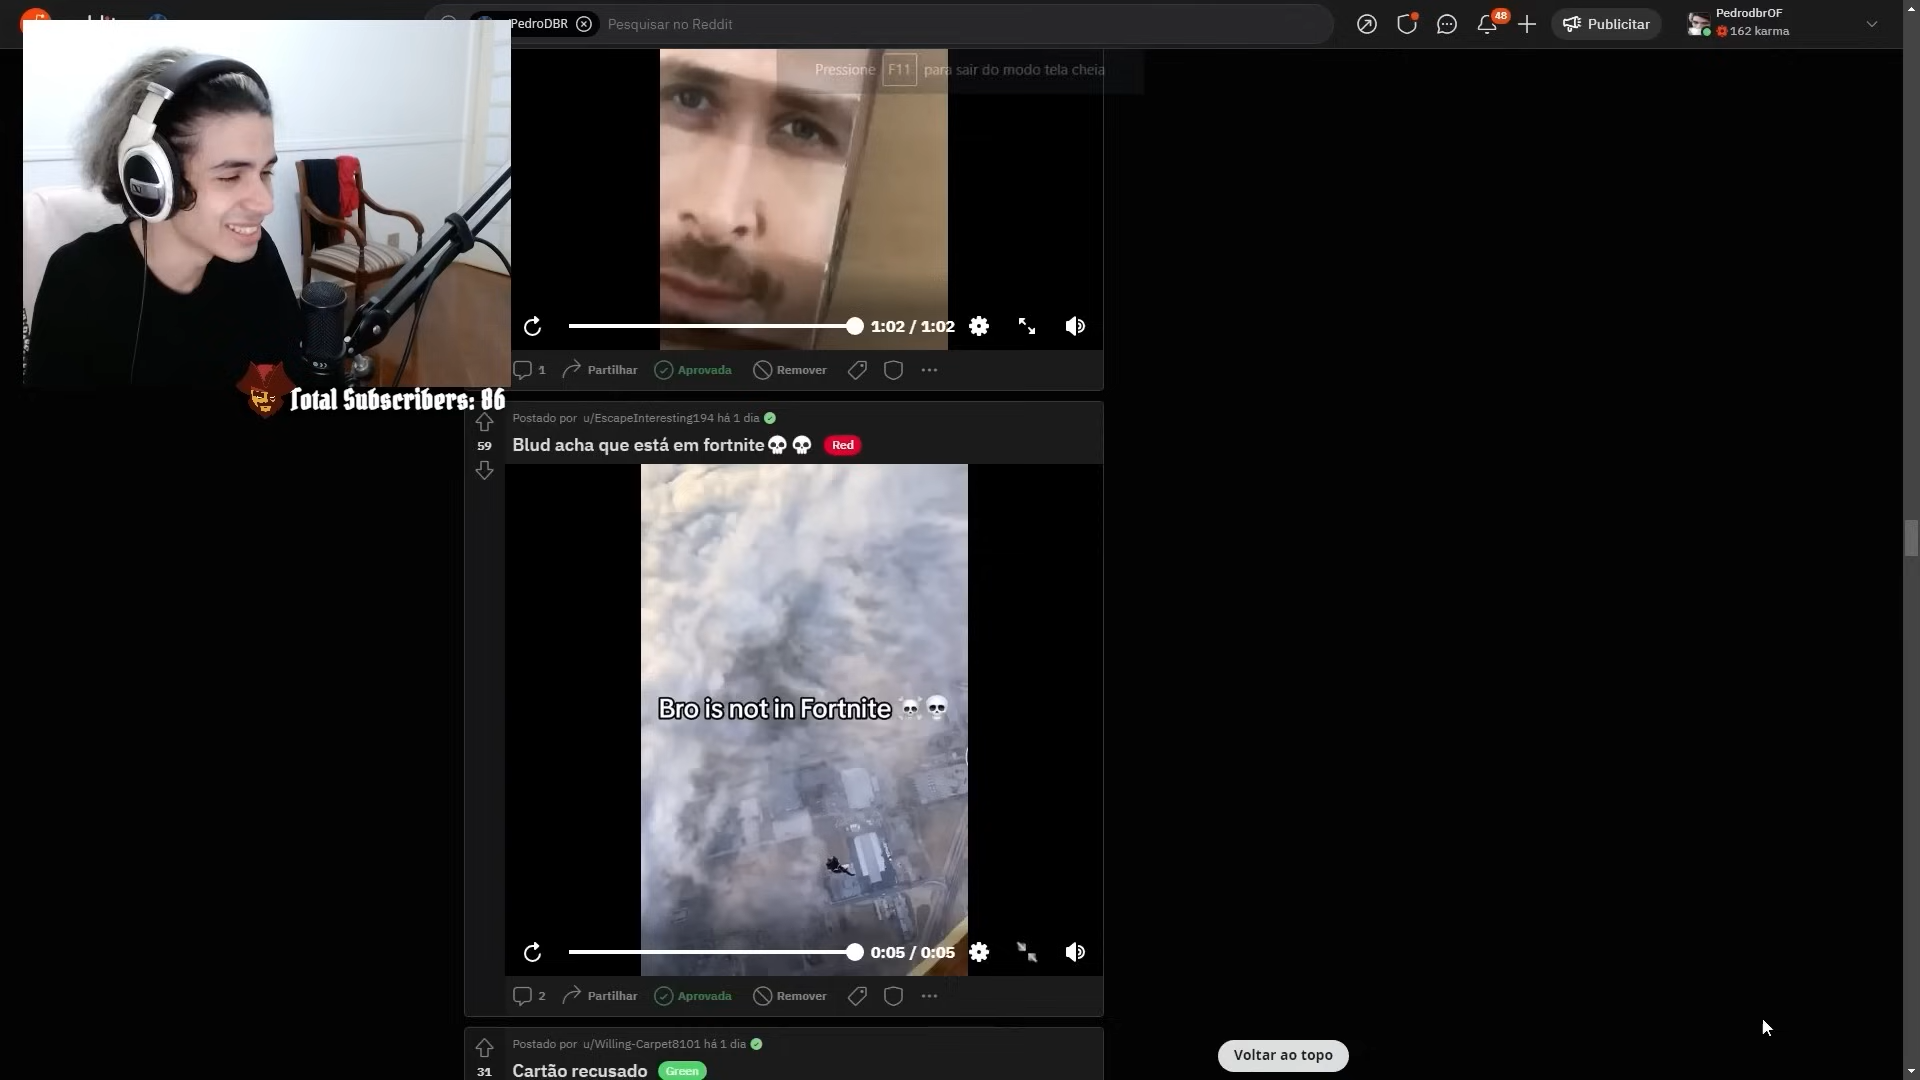 PedroDBR
Pesquisar no Reddit
48
Publicitar
PedrodbrOF
162 karma
Pressione F11 para sair do modo tela cheia
1:02 / 1:02
1 Partilhar Aprovada Remover
Total Subscribers: 86
Postado por u/EscapeInteresting194 há 1 dia
59
Blud acha que está em fortnite💀💀 Red
Bro is not in Fortnite ☠️💀
0:05 / 0:05
2 Partilhar Aprovada Remover
Postado por u/Willing-Carpet8101 há 1 dia
31
Cartão recusado Green
Voltar ao topo